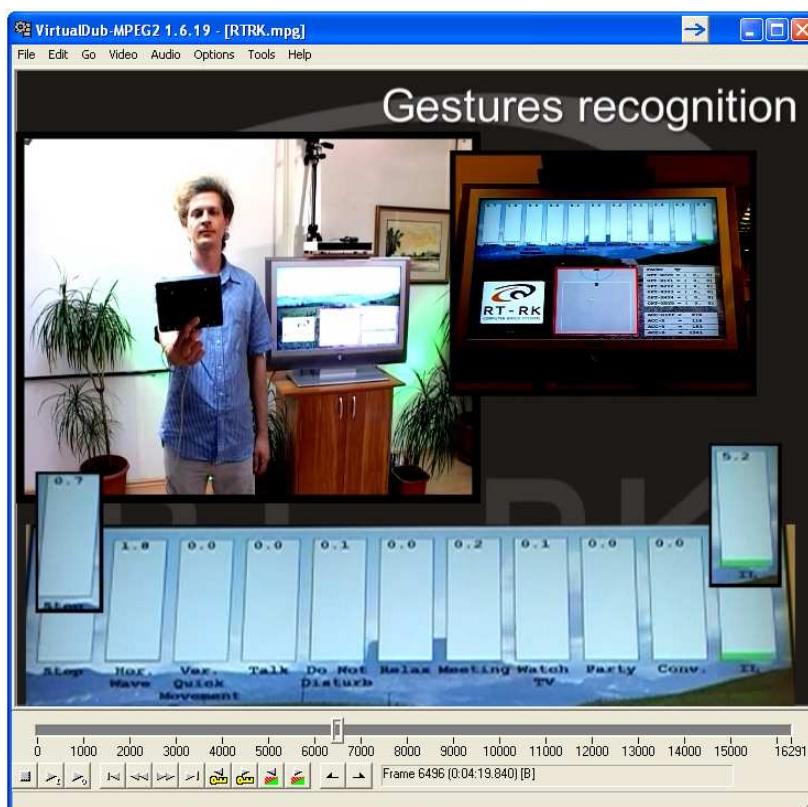 VirtualDub-MPEG2 1.6.19 - [RTRK.mpg]
File Edit Go Video Audio Options Tools Help
Gestures recognition
RT-RK
0.7
5.2
1.8 0.0 0.0 0.1 0.0 0.2 0.1 0.0 0.0
Stop
IL
Stop Hor. Wave Ver. Quick Movement Talk Do Not Disturb Relax Meeting Watch TV Party Conv. IL
0 1000 2000 3000 4000 5000 6000 7000 8000 9000 10000 11000 12000 13000 14000 15000 16291
Frame 6496 (0:04:19.840) [B]